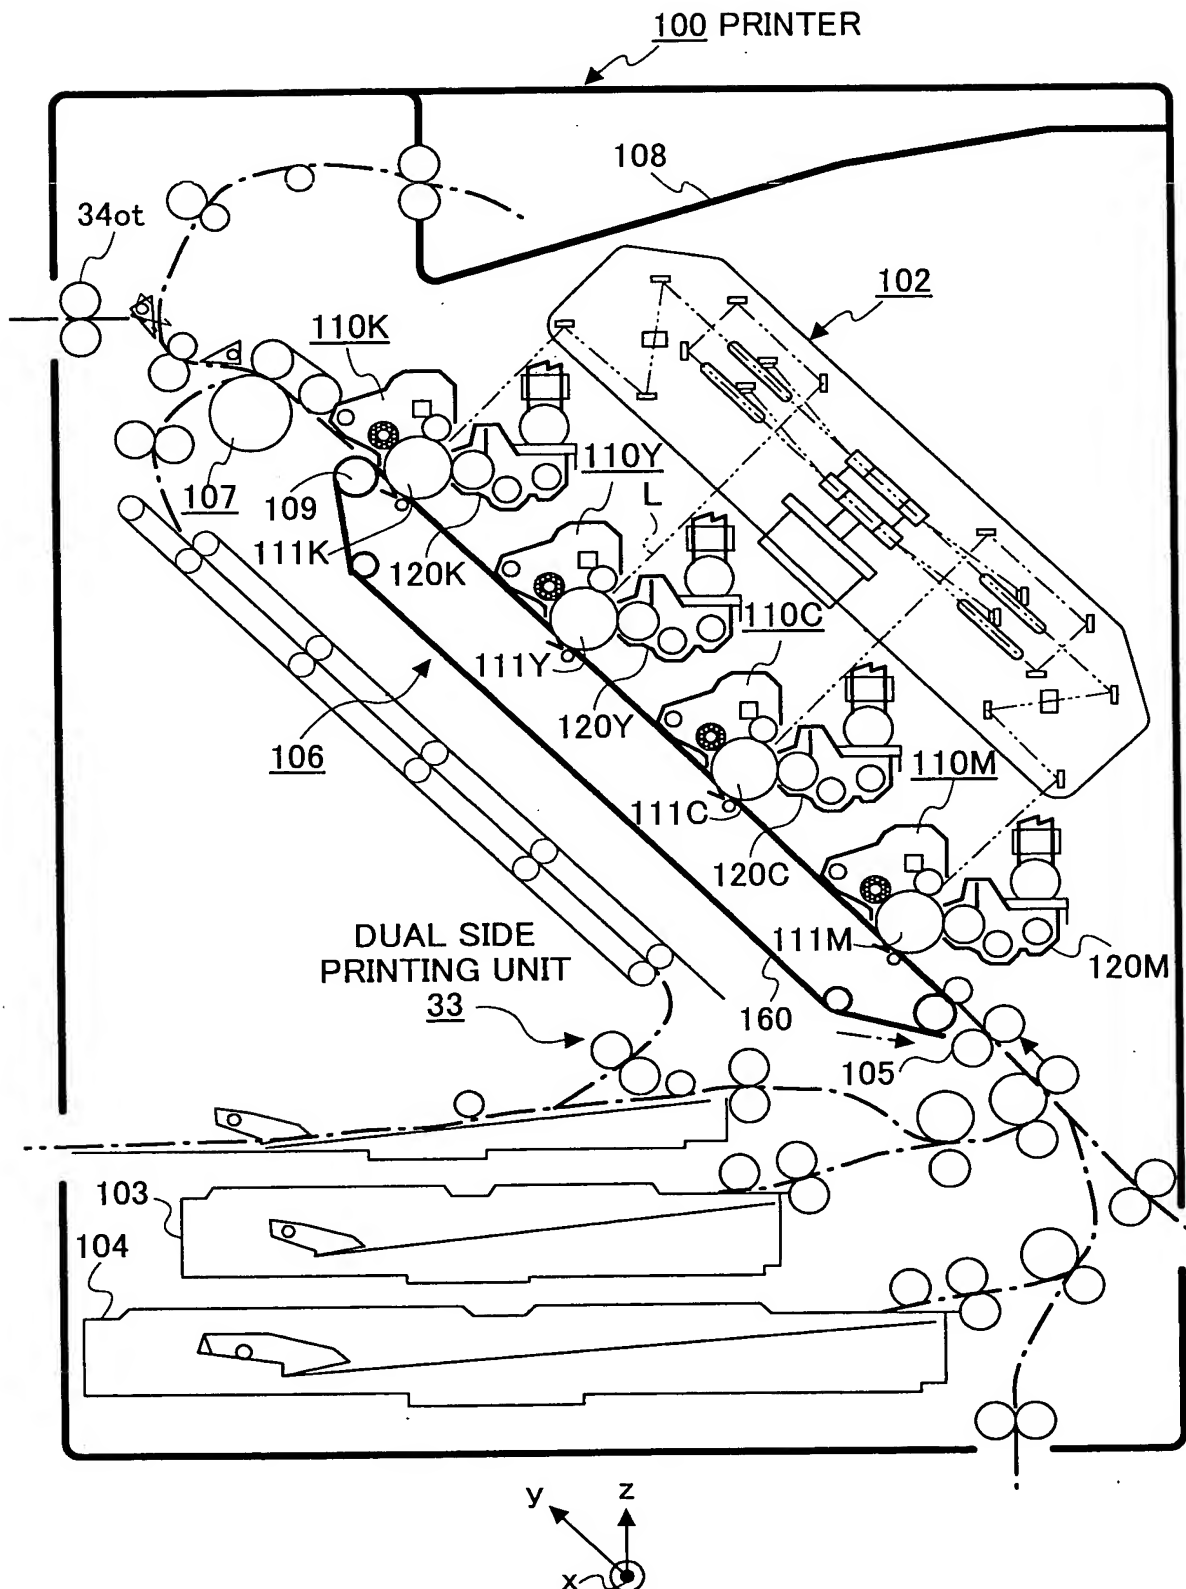 100 PRINTER
108
34ot
102
110K
107
109
110Y
L
111K
120K
110C
111Y
120Y
106
110M
111C
120C
DUAL SIDE
PRINTING UNIT
33
111M
120M
160
105
103
104
y
z
x